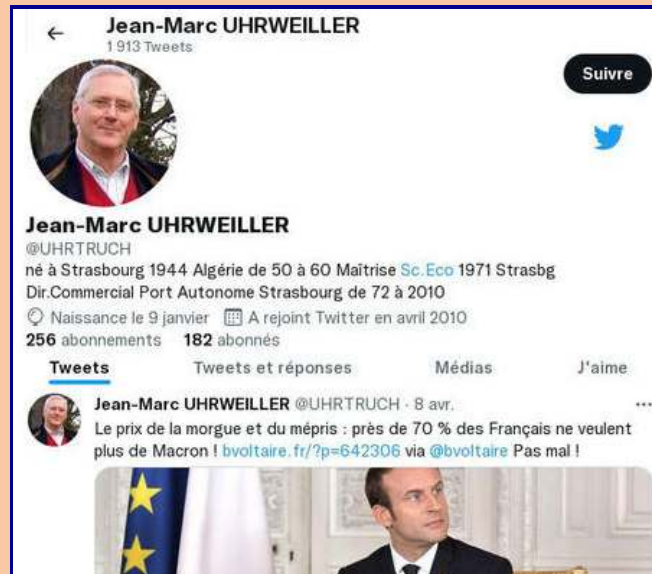 Jean-Marc UHRWEILLER
1 913 Tweets
Suivre
Jean-Marc UHRWEILLER
@UHRTRUCH
né à Strasbourg 1944 Algérie de 50 à 60 Maîtrise Sc.Eco 1971 Strasbg
Dir.Commercial Port Autonome Strasbourg de 72 à 2010
Naissance le 9 janvier A rejoint Twitter en avril 2010
256 abonnements 182 abonnés
Tweets Tweets et réponses Médias J'aime
Jean-Marc UHRWEILLER @UHRTRUCH · 8 avr.
Le prix de la morgue et du mépris : près de 70 % des Français ne veulent
plus de Macron ! bvoltaire.fr/?p=642306 via @bvoltaire Pas mal !